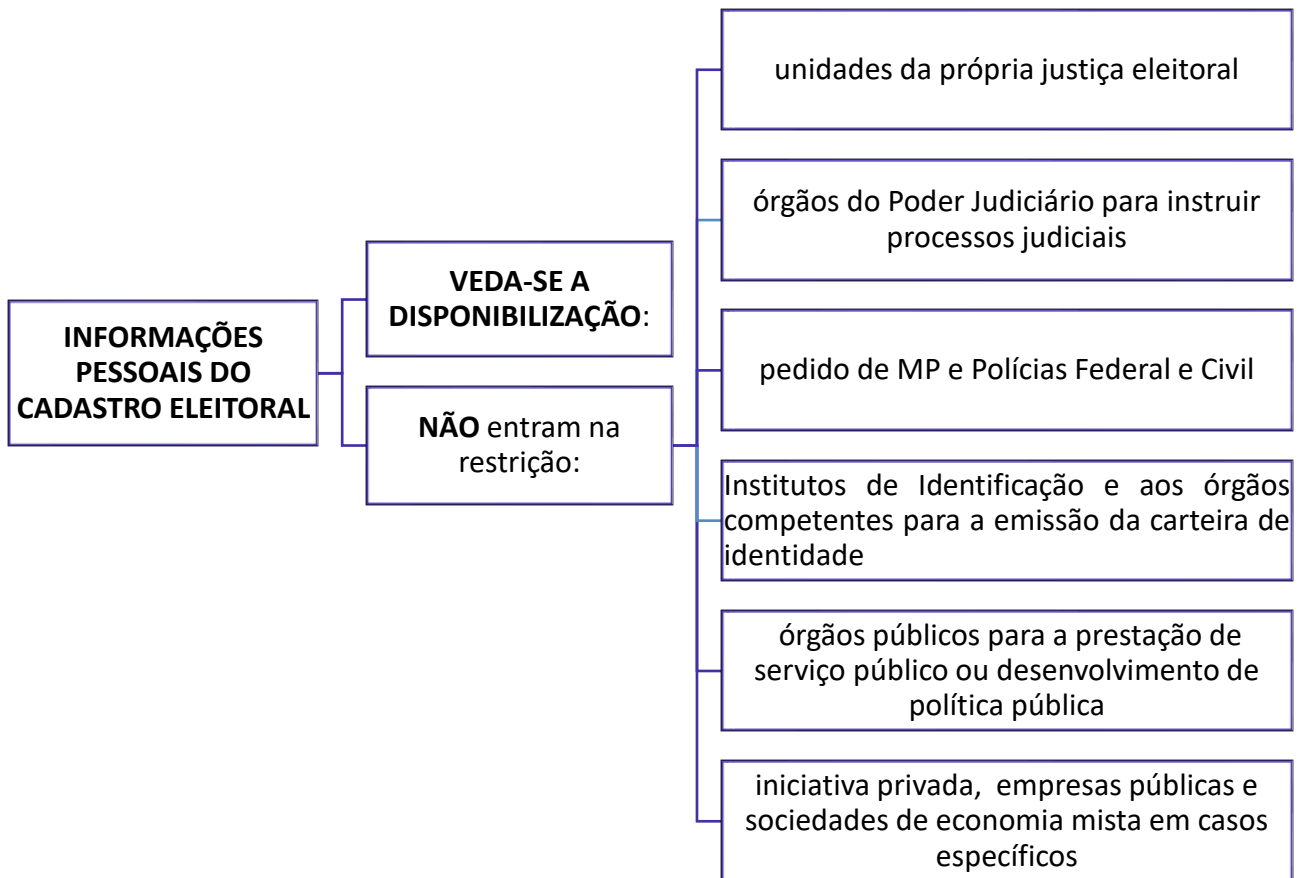 INFORMAÇÕES
PESSOAIS DO
CADASTRO ELEITORAL
VEDA-SE A
DISPONIBILIZAÇÃO:
NÃO entram na
restrição:
unidades da própria justiça eleitoral
órgãos do Poder Judiciário para instruir
processos judiciais
pedido de MP e Polícias Federal e Civil
Institutos de Identificação e aos órgãos
competentes para a emissão da carteira de
identidade
órgãos públicos para a prestação de
serviço público ou desenvolvimento de
política pública
iniciativa privada, empresas públicas e
sociedades de economia mista em casos
específicos